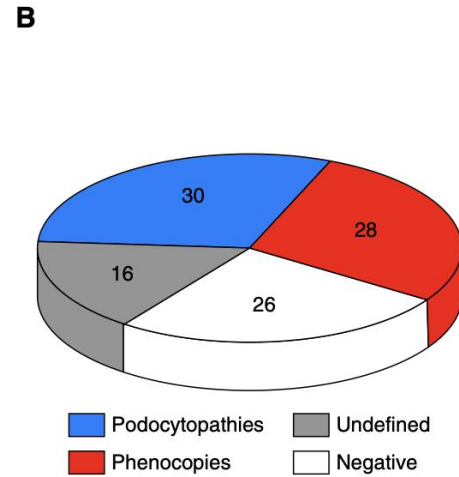 B
30
28
16
26
Podocytopathies
Undefined
Phenocopies
Negative